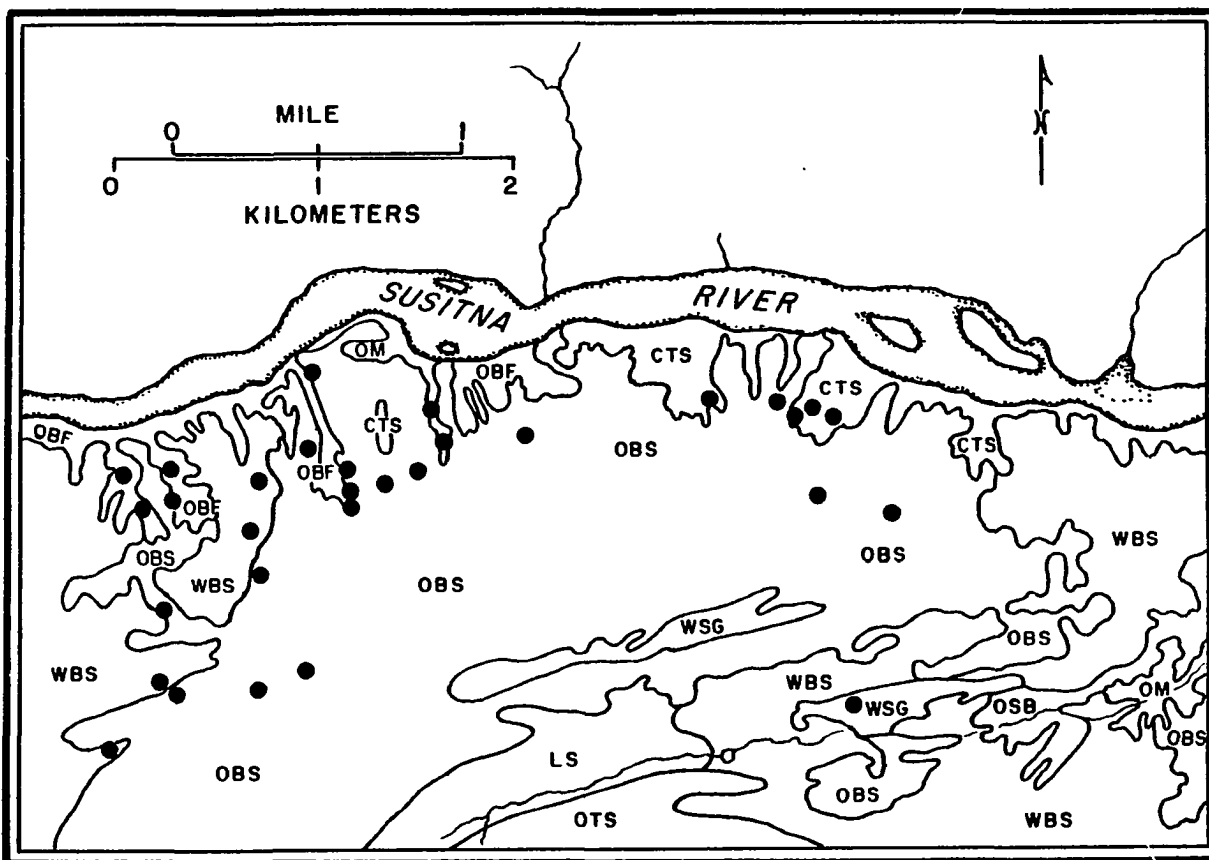 MILE
0 1
0 1 2
KILOMETERS
N
SUSITNA RIVER
OM
CTS
OBF
CTS
OBF
CTS
OBS
CTS
OBF
OBF
OBS
WBS
OBS
OBS
WBS
WSG
OBS
WBS
WBS
WSG
OSB
OM
OBS
OBS
LS
OBS
OTS
WBS